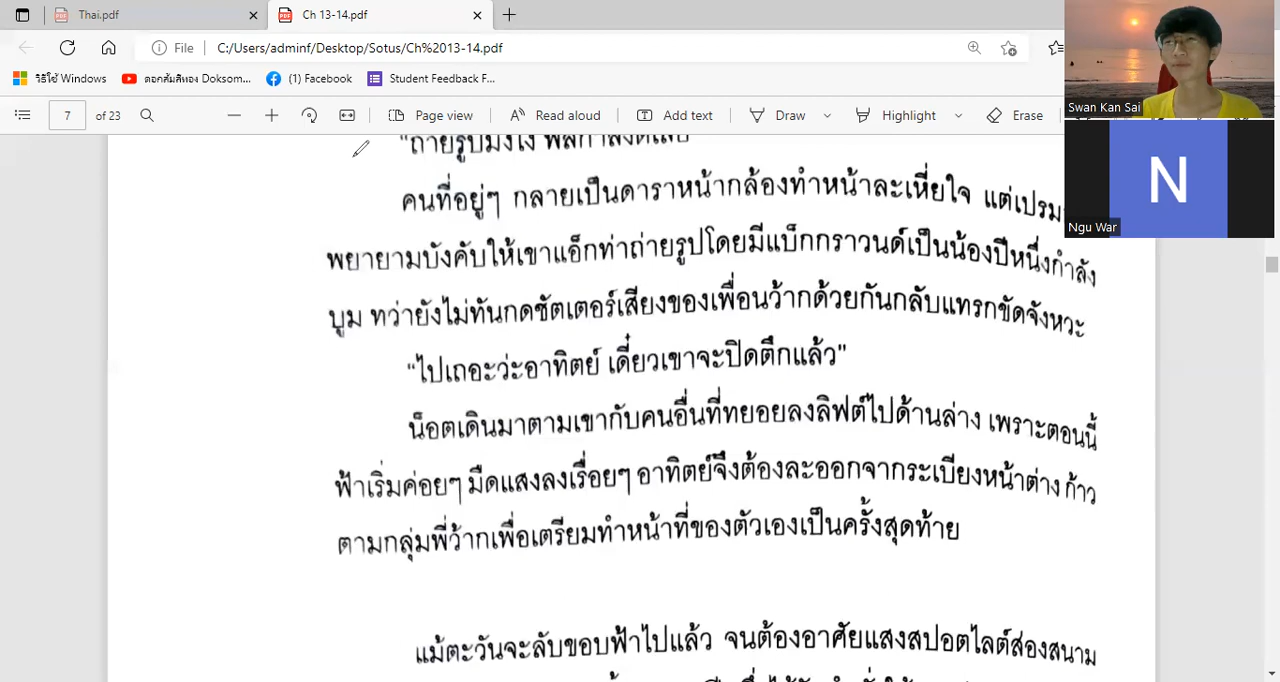 Thai.pdf
Ch 13-14.pdf
File C:/Users/adminf/Desktop/Sotus/Ch%2013-14.pdf
วิธีใช้ Windows ดอกส้มสีทอง Doksom... (1) Facebook Student Feedback F...
7 of 23 Page view Read aloud Add text Draw Highlight Erase
Swan Kan Sai
N
Ngu War
คนที่อยู่ๆ กลายเป็นดาราหน้ากล้องทำหน้าละเหี่ยใจ แต่เปรม
พยายามบังคับให้เขาแอ็กท่าถ่ายรูปโดยมีแบ็กกราวนด์เป็นน้องปีหนึ่งกำลัง
บูม ทว่ายังไม่ทันกดชัตเตอร์เสียงของเพื่อนว้ากด้วยกันกลับแทรกขัดจังหวะ
"ไปเถอะว่ะอาทิตย์ เดี๋ยวเขาจะปิดตึกแล้ว"
น็อตเดินมาตามเขากับคนอื่นที่ทยอยลงลิฟต์ไปด้านล่าง เพราะตอนนี้
ฟ้าเริ่มค่อยๆ มืดแสงลงเรื่อยๆ อาทิตย์จึงต้องละออกจากระเบียงหน้าต่าง ก้าว
ตามกลุ่มพี่ว้ากเพื่อเตรียมทำหน้าที่ของตัวเองเป็นครั้งสุดท้าย
แม้ตะวันจะลับขอบฟ้าไปแล้ว จนต้องอาศัยแสงสปอตไลต์ส่องสนาม